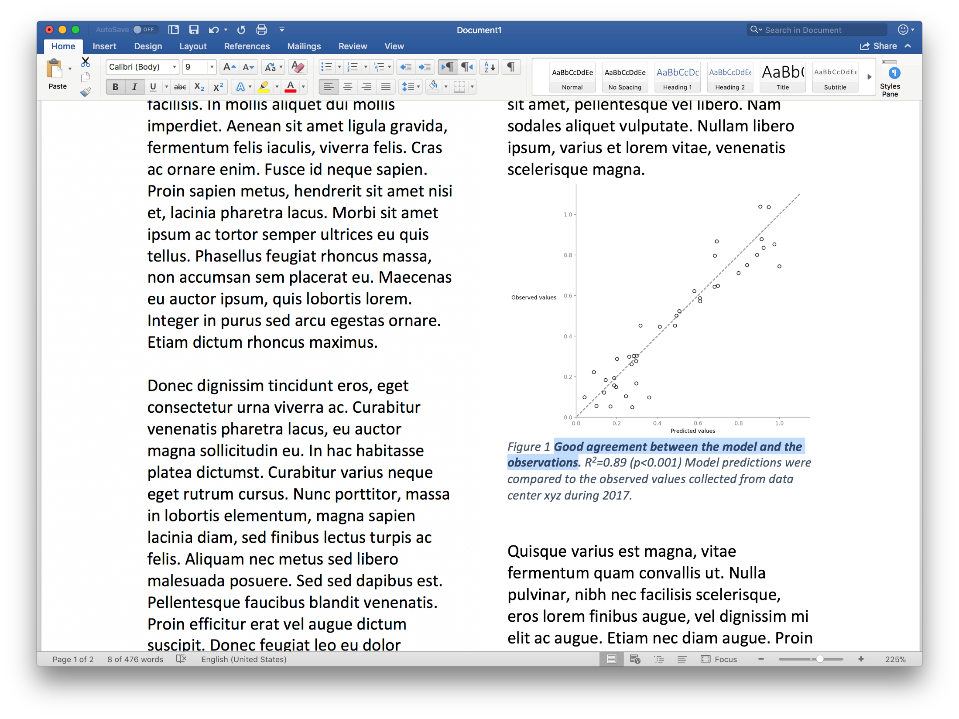 AutoSave OFF
Document1
Search in Document
Home Insert Design Layout References Mailings Review View
Share
Paste
Calibri (Body) 9
B I U abc X₂ X²
AaBbCcDdEe AaBbCcDdEe AaBbCcDc AaBbCcDdEe AaBb( AaBbCcDdEe
Normal No Spacing Heading 1 Heading 2 Title Subtitle
Styles
Pane
facilisis. In mollis aliquet dui mollis
imperdiet. Aenean sit amet ligula gravida,
fermentum felis iaculis, viverra felis. Cras
ac ornare enim. Fusce id neque sapien.
Proin sapien metus, hendrerit sit amet nisi
et, lacinia pharetra lacus. Morbi sit amet
ipsum ac tortor semper ultrices eu quis
tellus. Phasellus feugiat rhoncus massa,
non accumsan sem placerat eu. Maecenas
eu auctor ipsum, quis lobortis lorem.
Integer in purus sed arcu egestas ornare.
Etiam dictum rhoncus maximus.
Donec dignissim tincidunt eros, eget
consectetur urna viverra ac. Curabitur
venenatis pharetra lacus, eu auctor
magna sollicitudin eu. In hac habitasse
platea dictumst. Curabitur varius neque
eget rutrum cursus. Nunc porttitor, massa
in lobortis elementum, magna sapien
lacinia diam, sed finibus lectus turpis ac
felis. Aliquam nec metus sed libero
malesuada posuere. Sed sed dapibus est.
Pellentesque faucibus blandit venenatis.
Proin efficitur erat vel augue dictum
suscipit. Donec feugiat leo eu dolor
sit amet, pellentesque vel libero. Nam
sodales aliquet vulputate. Nullam libero
ipsum, varius et lorem vitae, venenatis
scelerisque magna.
1.0
0.8
Observed values 0.6
0.4
0.2
0.0
0.0 0.2 0.4 0.6 0.8 1.0
Predicted values
Figure 1 Good agreement between the model and the
observations. R²=0.89 (p<0.001) Model predictions were
compared to the observed values collected from data
center xyz during 2017.
Quisque varius est magna, vitae
fermentum quam convallis ut. Nulla
pulvinar, nibh nec facilisis scelerisque,
eros lorem finibus augue, vel dignissim mi
elit ac augue. Etiam nec diam augue. Proin
Page 1 of 2 8 of 476 words English (United States) Focus 225%